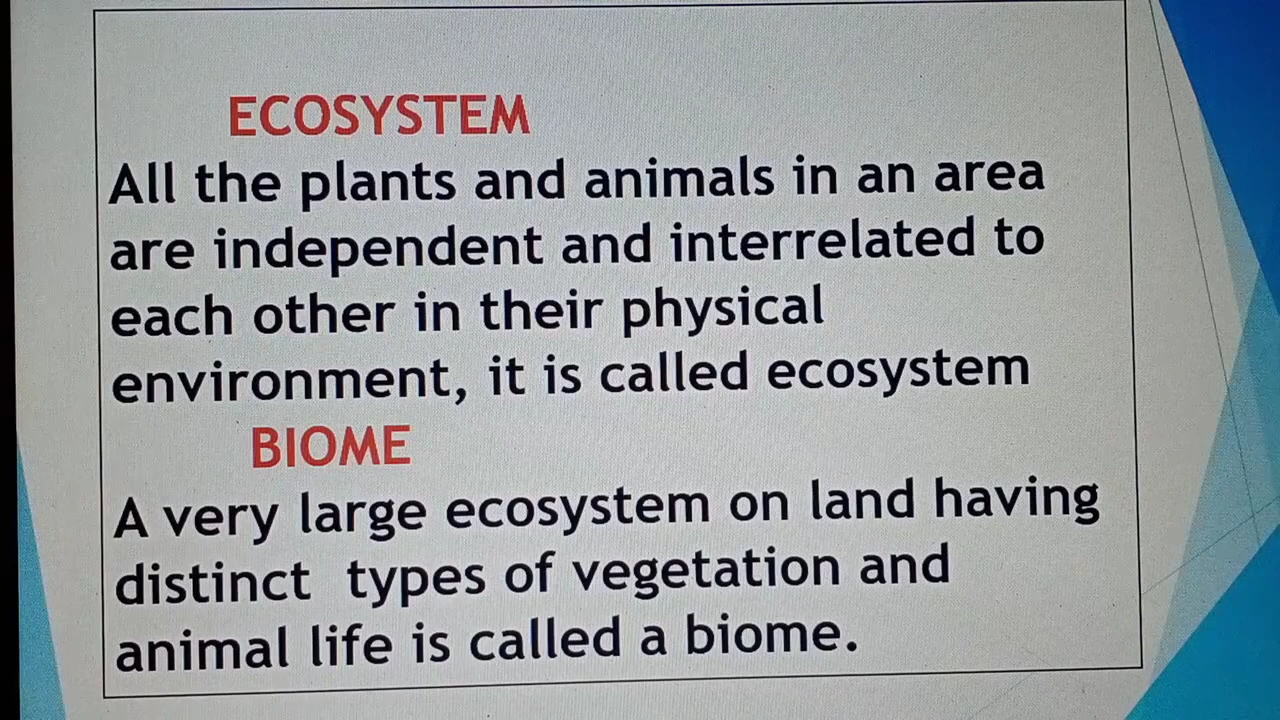 ECOSYSTEM
All the plants and animals in an area
are independent and interrelated to
each other in their physical
environment, it is called ecosystem
BIOME
A very large ecosystem on land having
distinct types of vegetation and
animal life is called a biome.